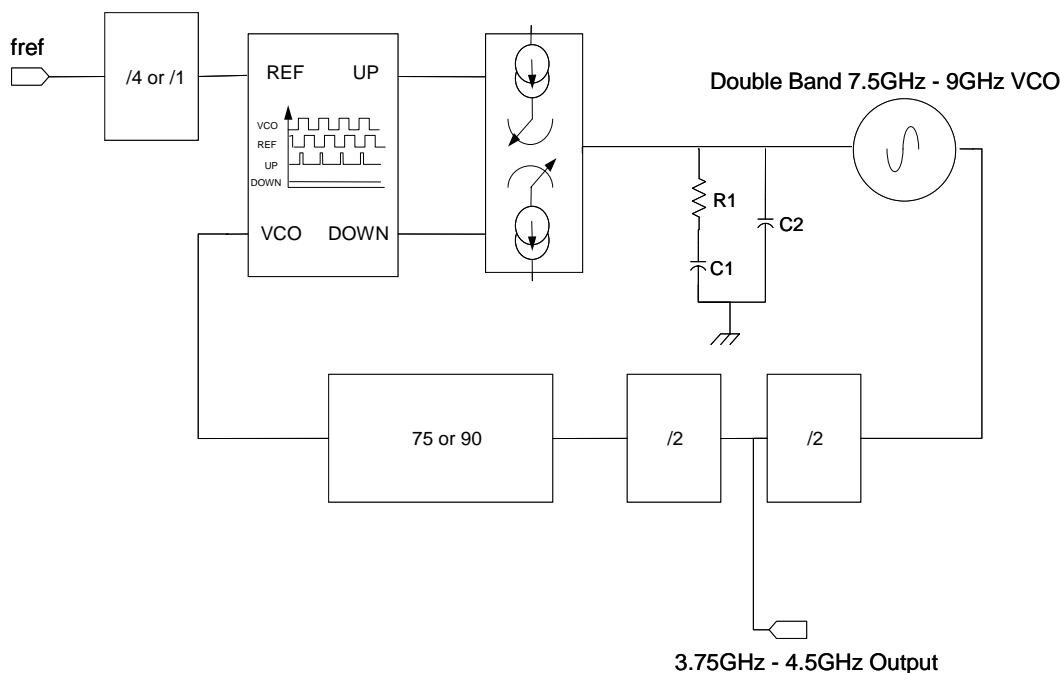 fref
/4 or /1
REF UP
VCO
REF
UP
DOWN
VCO DOWN
Double Band 7.5GHz - 9GHz VCO
R1
C2
C1
75 or 90
/2
/2
3.75GHz - 4.5GHz Output